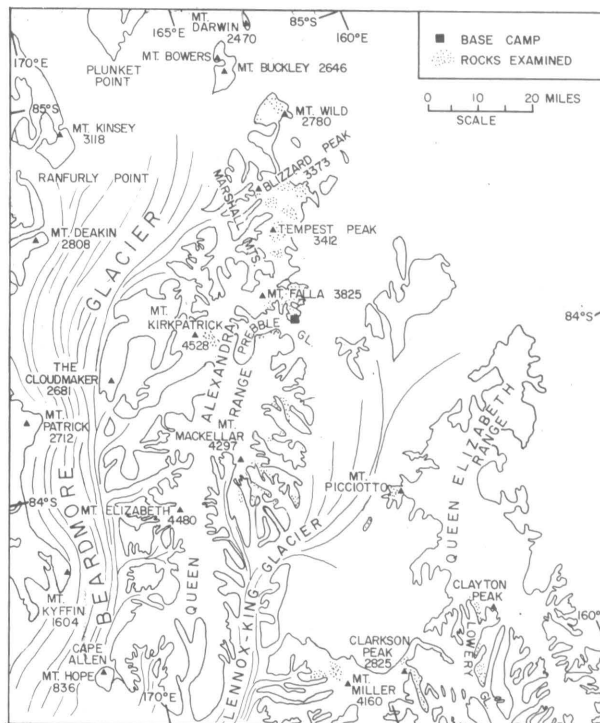 165°E
MT.
DARWIN
2470
85°S
160°E
BASE CAMP
ROCKS EXAMINED
0 10 20 MILES
SCALE
170°E
PLUNKET
POINT
MT. BOWERS
MT. BUCKLEY 2646
85°S
MT. KINSEY
3118
MT. WILD
2780
RANFURLY POINT
BLIZZARD PEAK
3373
MARSHALL MTS.
MT. DEAKIN
2808
TEMPEST PEAK
3412
BEARDMORE GLACIER
MT. FALLA 3825
MT.
KIRKPATRICK
4528
PREBBLE GL.
84°S
QUEEN ALEXANDRA RANGE
THE
CLOUDMAKER
2681
MT.
PATRICK
2712
MT.
MACKELLAR
4297
MT.
PICCIOTTO
QUEEN ELIZABETH RANGE
84°S
MT. ELIZABETH
4480
LENNOX-KING GLACIER
MT.
KYFFIN
1604
CLAYTON
PEAK
160°
LOWERY
CAPE
ALLEN
MT. HOPE
836
170°E
CLARKSON
PEAK
2825
MT.
MILLER
4160